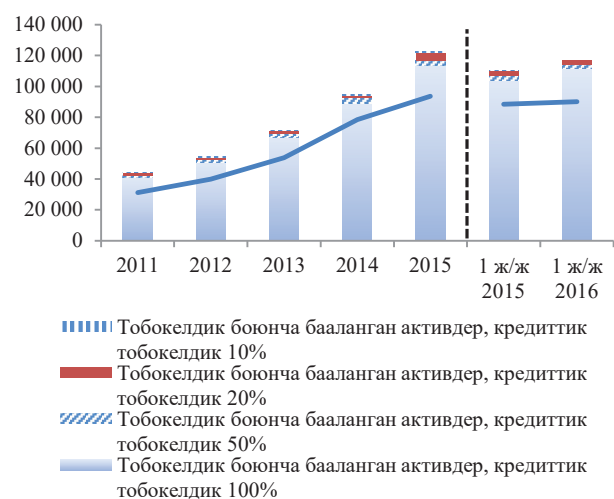 140 000
120 000
100 000
80 000
60 000
40 000
20 000
0
2011 2012 2013 2014 2015 1 ж/ж 1 ж/ж
2015 2016
Тобокелдик боюнча бааланган активдер, кредиттик
тобокелдик 10%
Тобокелдик боюнча бааланган активдер, кредиттик
тобокелдик 20%
Тобокелдик боюнча бааланган активдер, кредиттик
тобокелдик 50%
Тобокелдик боюнча бааланган активдер, кредиттик
тобокелдик 100%